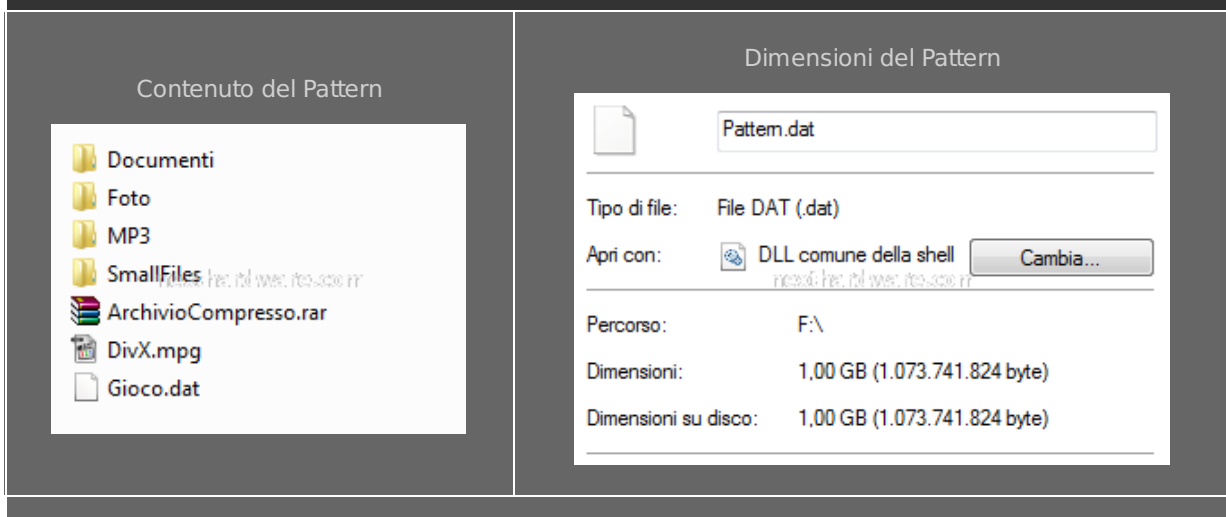 Contenuto del Pattern
Documenti
Foto
MP3
SmallFiles
ArchivioCompresso.rar
DivX.mpg
Gioco.dat
Dimensioni del Pattern
Pattern.dat
Tipo di file: File DAT (.dat)
Apri con: DLL comune della shell Cambia...
Percorso: F:\
Dimensioni: 1,00 GB (1.073.741.824 byte)
Dimensioni su disco: 1,00 GB (1.073.741.824 byte)